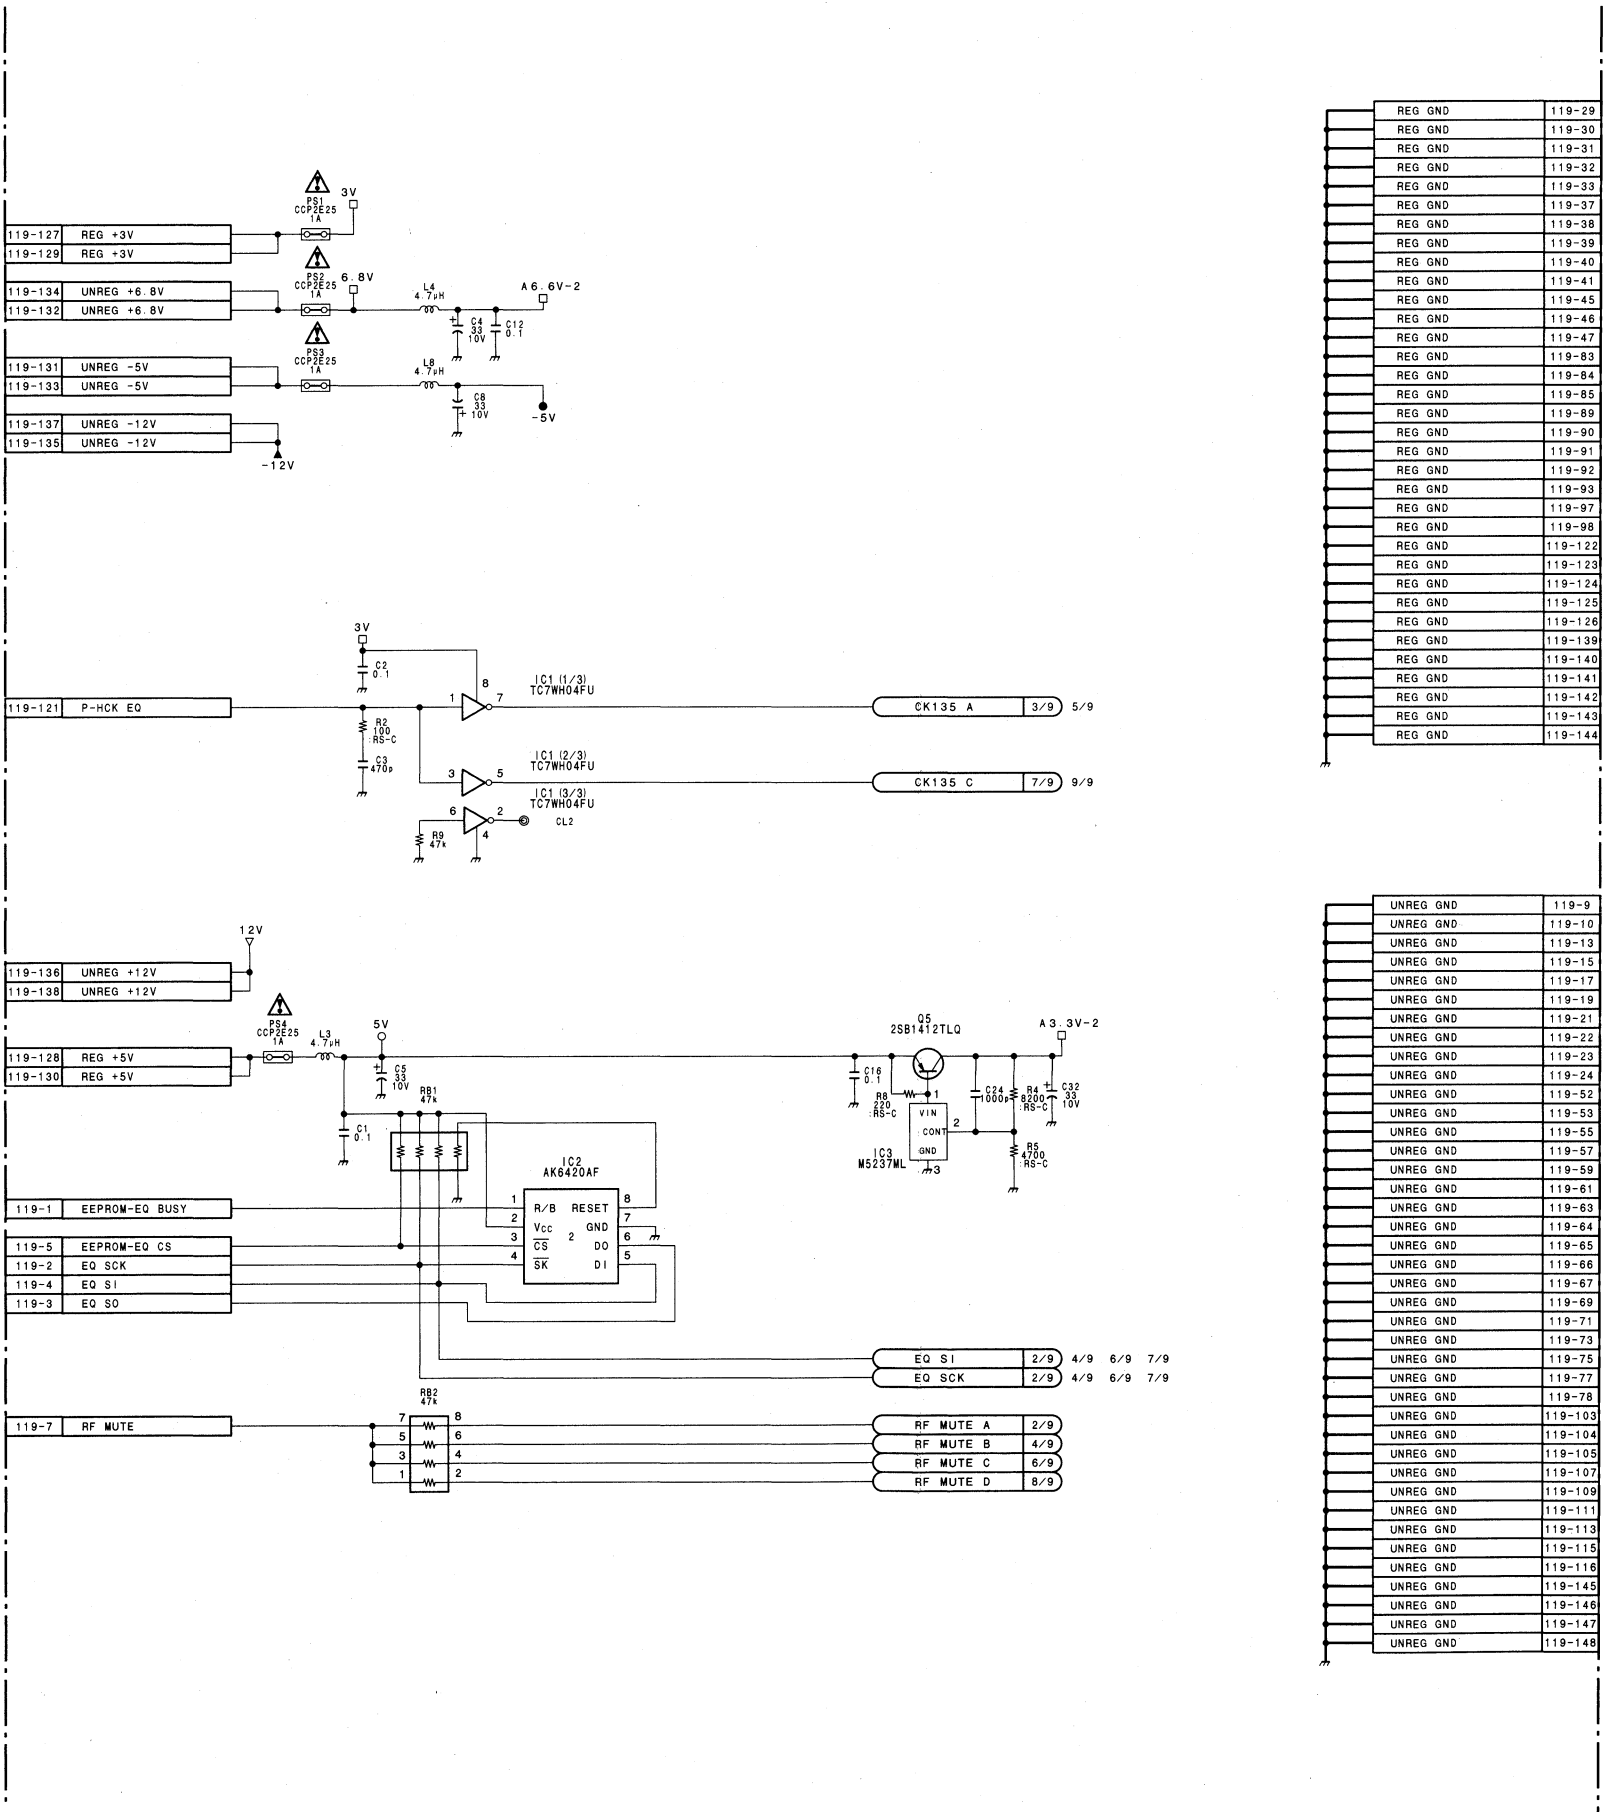 PS1
CCP2E25
1A
3V
119-127 REG +3V
119-129 REG +3V
PS2
CCP2E25
1A
6.8V
119-134 UNREG +6.8V
119-132 UNREG +6.8V
L4
4.7µH
A6.6V-2
+ C4
33
10V
C12
0.1
PS3
CCP2E25
1A
119-131 UNREG -5V
119-133 UNREG -5V
L8
4.7µH
C8
33
+ 10V
-5V
119-137 UNREG -12V
119-135 UNREG -12V
-12V
3V
C2
0.1
119-121 P-HCK EQ
R2
100
:RS-C
C3
470p
1
8
7
IC1 (1/3)
TC7WH04FU
CK135 A 3/9 5/9
3
5
IC1 (2/3)
TC7WH04FU
CK135 C 7/9 9/9
6
2
4
IC1 (3/3)
TC7WH04FU
CL2
R9
47k
12V
119-136 UNREG +12V
119-138 UNREG +12V
PS4
CCP2E25
1A
L3
4.7µH
5V
119-128 REG +5V
119-130 REG +5V
+ C5
33
10V
C1
0.1
RB1
47k
C16
0.1
Q5
2SB1412TLQ
R8
220
:RS-C
1
VIN
CONT 2
GND
3
IC3
M5237ML
C24
1000p
R4
8200
:RS-C
R5
4700
:RS-C
+ C32
33
10V
A3.3V-2
IC2
AK6420AF
1 R/B RESET 8
2 Vcc GND 7
3 CS 2 DO 6
4 SK DI 5
119-1 EEPROM-EQ BUSY
119-5 EEPROM-EQ CS
119-2 EQ SCK
119-4 EQ SI
119-3 EQ SO
EQ SI 2/9 4/9 6/9 7/9
EQ SCK 2/9 4/9 6/9 7/9
RB2
47k
119-7 RF MUTE
7 8 RF MUTE A 2/9
5 6 RF MUTE B 4/9
3 4 RF MUTE C 6/9
1 2 RF MUTE D 8/9
REG GND 119-29
REG GND 119-30
REG GND 119-31
REG GND 119-32
REG GND 119-33
REG GND 119-37
REG GND 119-38
REG GND 119-39
REG GND 119-40
REG GND 119-41
REG GND 119-45
REG GND 119-46
REG GND 119-47
REG GND 119-83
REG GND 119-84
REG GND 119-85
REG GND 119-89
REG GND 119-90
REG GND 119-91
REG GND 119-92
REG GND 119-93
REG GND 119-97
REG GND 119-98
REG GND 119-122
REG GND 119-123
REG GND 119-124
REG GND 119-125
REG GND 119-126
REG GND 119-139
REG GND 119-140
REG GND 119-141
REG GND 119-142
REG GND 119-143
REG GND 119-144
UNREG GND 119-9
UNREG GND 119-10
UNREG GND 119-13
UNREG GND 119-15
UNREG GND 119-17
UNREG GND 119-19
UNREG GND 119-21
UNREG GND 119-22
UNREG GND 119-23
UNREG GND 119-24
UNREG GND 119-52
UNREG GND 119-53
UNREG GND 119-55
UNREG GND 119-57
UNREG GND 119-59
UNREG GND 119-61
UNREG GND 119-63
UNREG GND 119-64
UNREG GND 119-65
UNREG GND 119-66
UNREG GND 119-67
UNREG GND 119-69
UNREG GND 119-71
UNREG GND 119-73
UNREG GND 119-75
UNREG GND 119-77
UNREG GND 119-78
UNREG GND 119-103
UNREG GND 119-104
UNREG GND 119-105
UNREG GND 119-107
UNREG GND 119-109
UNREG GND 119-111
UNREG GND 119-113
UNREG GND 119-115
UNREG GND 119-116
UNREG GND 119-145
UNREG GND 119-146
UNREG GND 119-147
UNREG GND 119-148